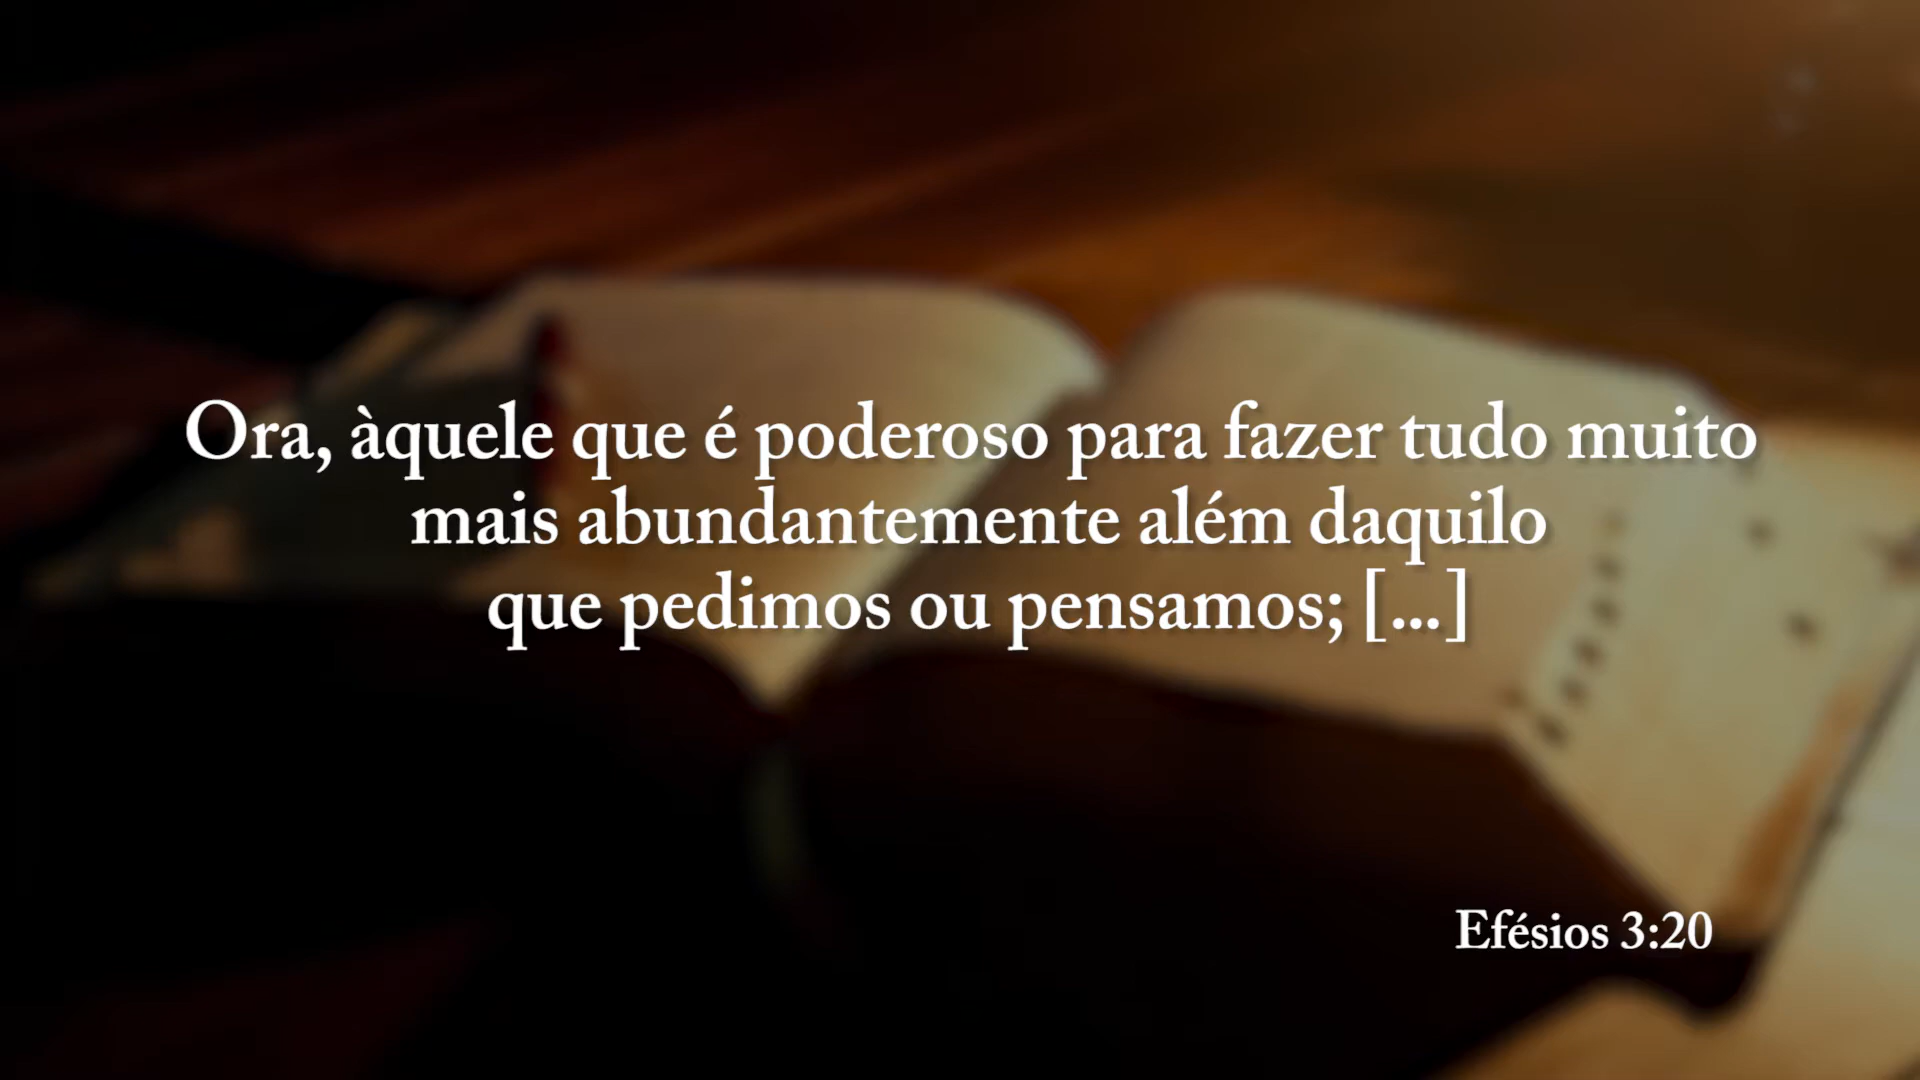 Ora, àquele que é poderoso para fazer tudo muito
mais abundantemente além daquilo
que pedimos ou pensamos; [...]
Efésios 3:20